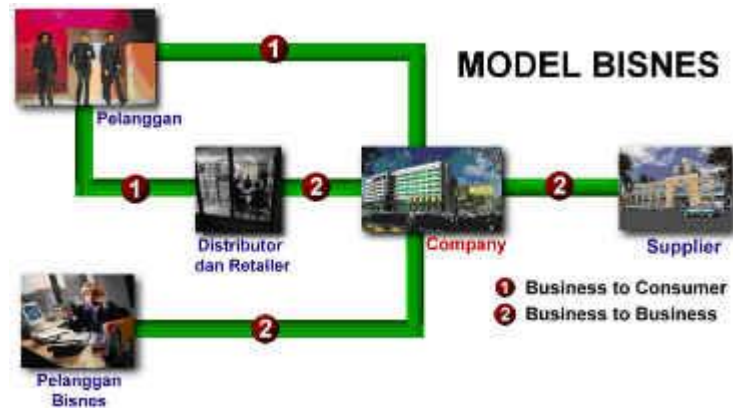 1
MODEL BISNES
Pelanggan
1
2
2
Distributor
dan Retailer
Company
Supplier
1 Business to Consumer
2 Business to Business
2
Pelanggan
Bisnes